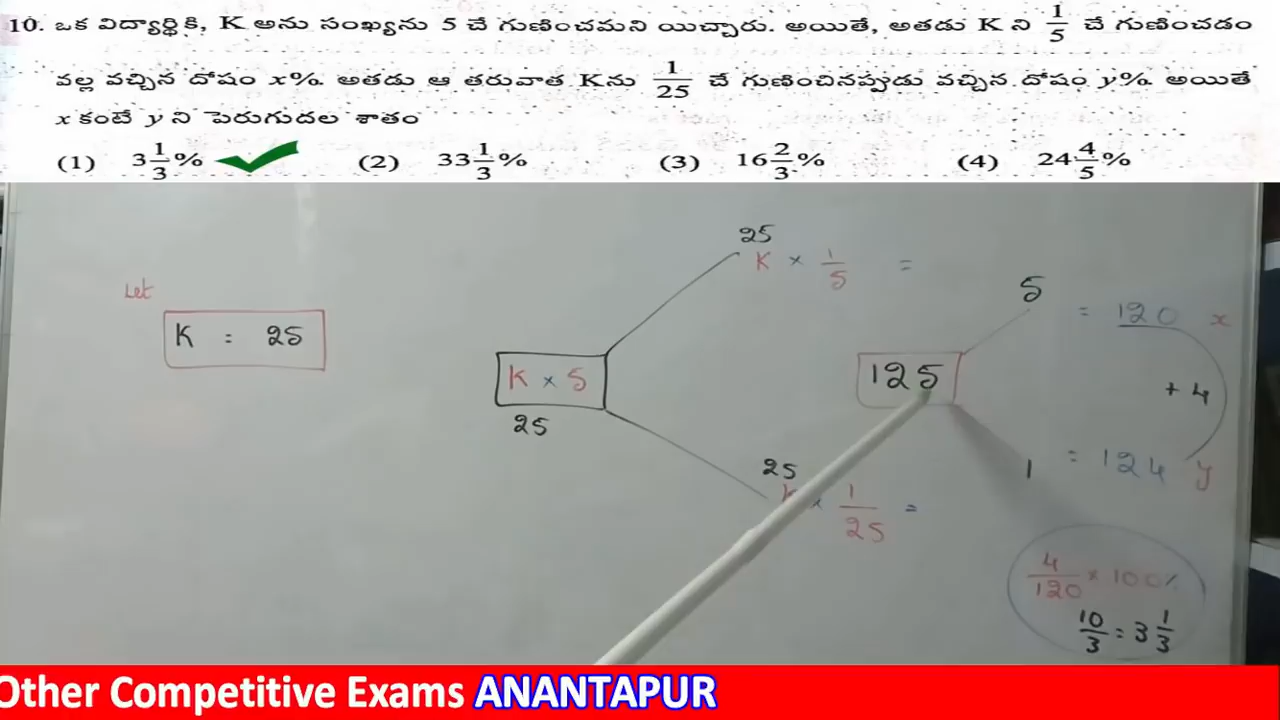 10. ఒక విద్యార్థికి, K అను సంఖ్యను 5 చే గుణించమని యిచ్చారు. అయితే, అతడు K ని 1/5 చే గుణించడం
వల్ల వచ్చిన దోషం x%. అతడు ఆ తరువాత Kను 1/25 చే గుణించినప్పుడు వచ్చిన దోషం y%. అయితే
x కంటే y ని పెరుగుదల శాతం
(1) 3 1/3 % (2) 33 1/3 % (3) 16 2/3 % (4) 24 4/5 %
Let
K = 25
K × 5
25
25
K × 1/5 =
25
× 1/25 =
125
5 = 120 x
+ 4
1 = 124 y
4/120 × 100%
10/3 = 3 1/3
Other Competitive Exams ANANTAPUR